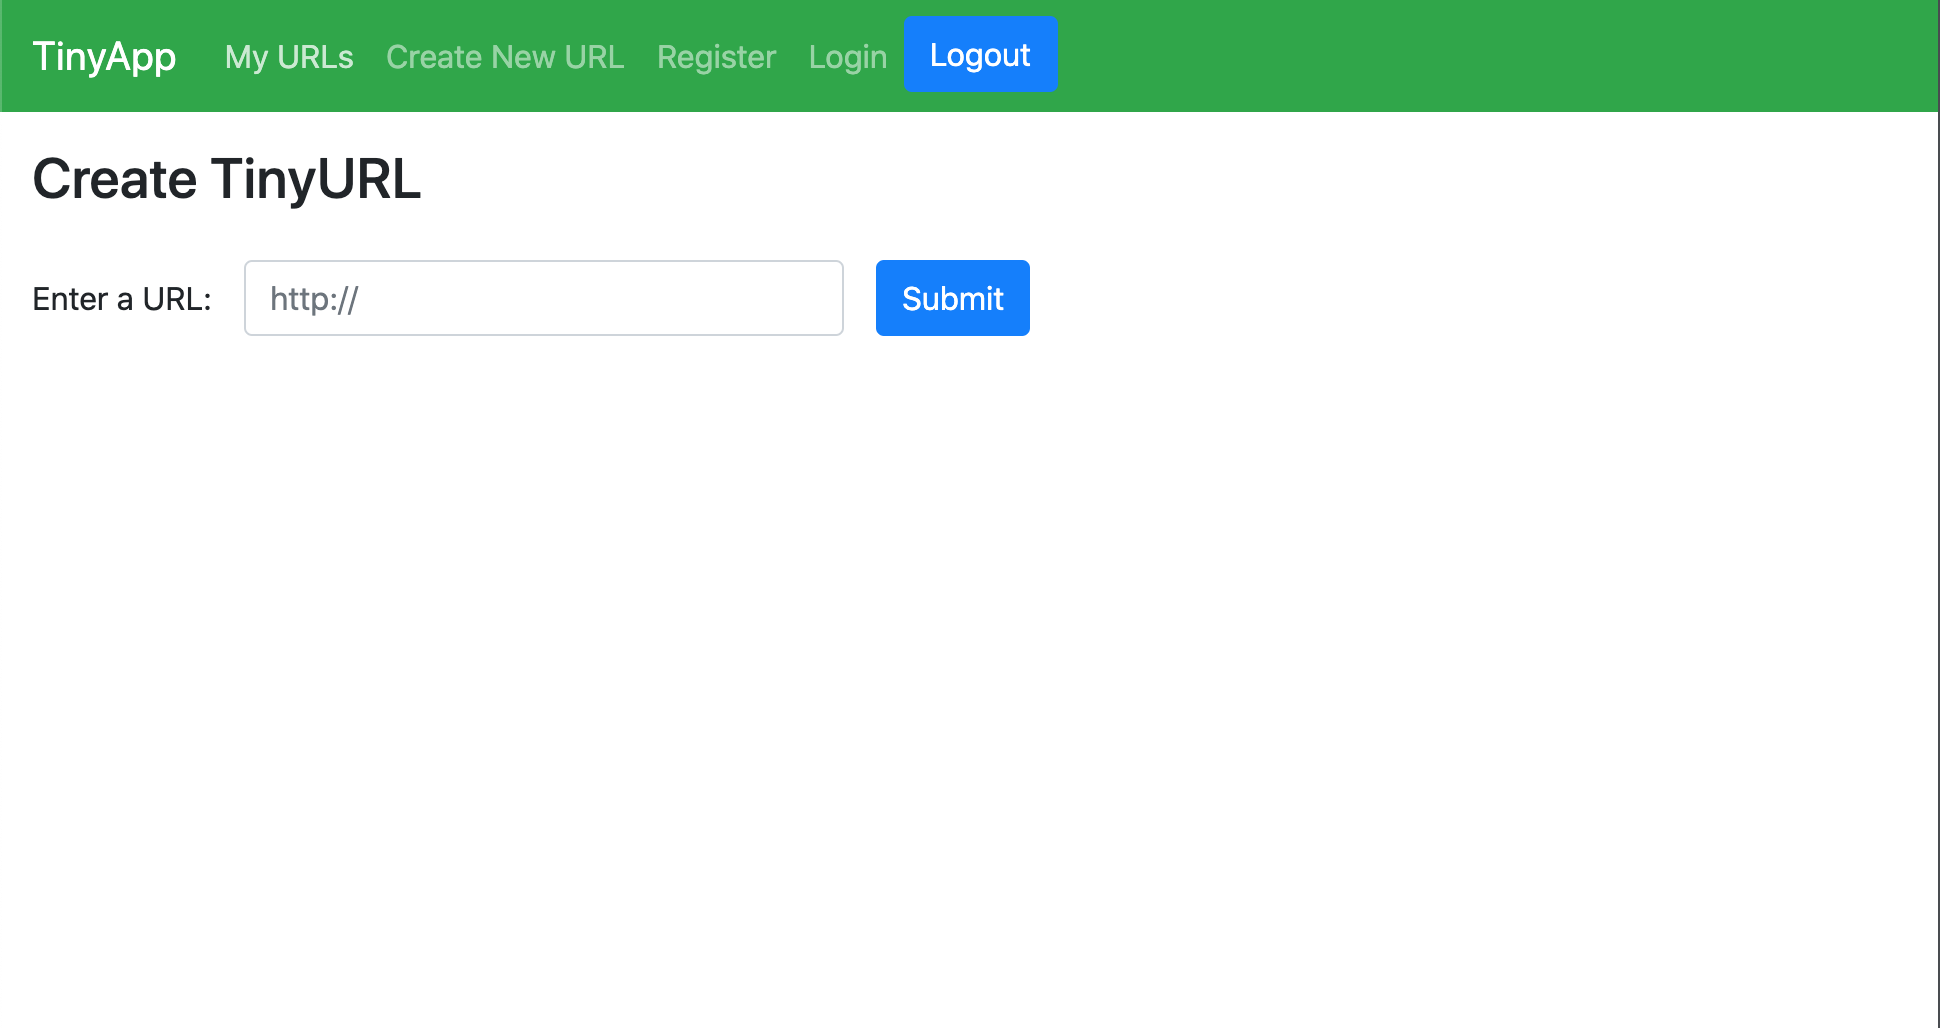 TinyApp My URLs Create New URL Register Login Logout
Create TinyURL
Enter a URL: http:// Submit